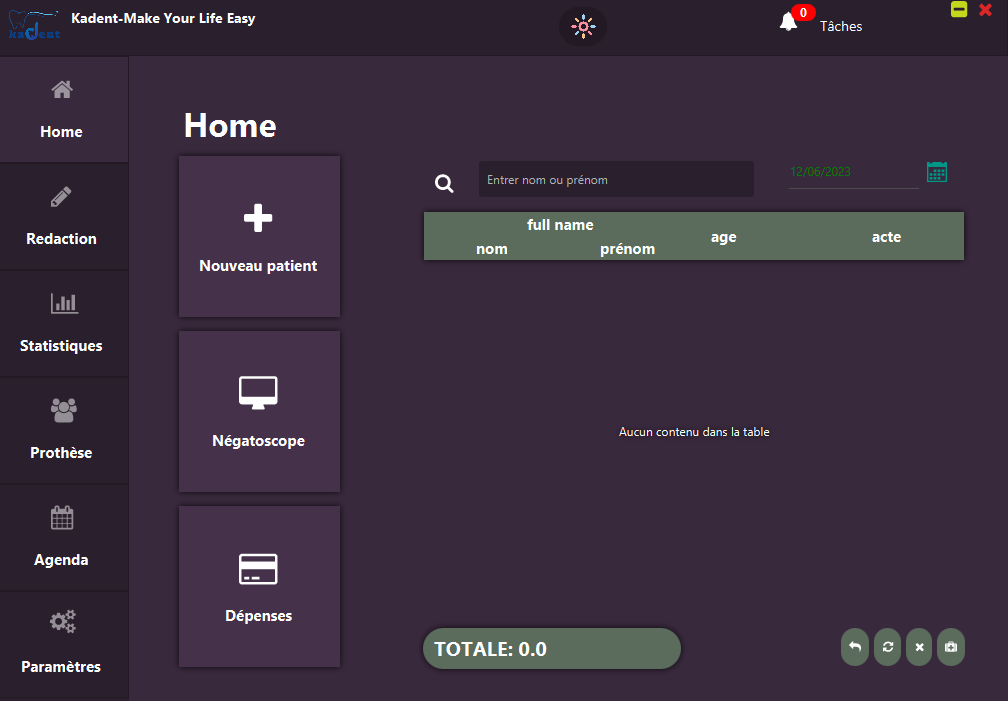 kadent
Kadent-Make Your Life Easy
0
Tâches
Home
Redaction
Statistiques
Prothèse
Agenda
Paramètres
Home
Nouveau patient
Négatoscope
Dépenses
Entrer nom ou prénom
12/06/2023
full name
nom
prénom
age
acte
Aucun contenu dans la table
TOTALE: 0.0